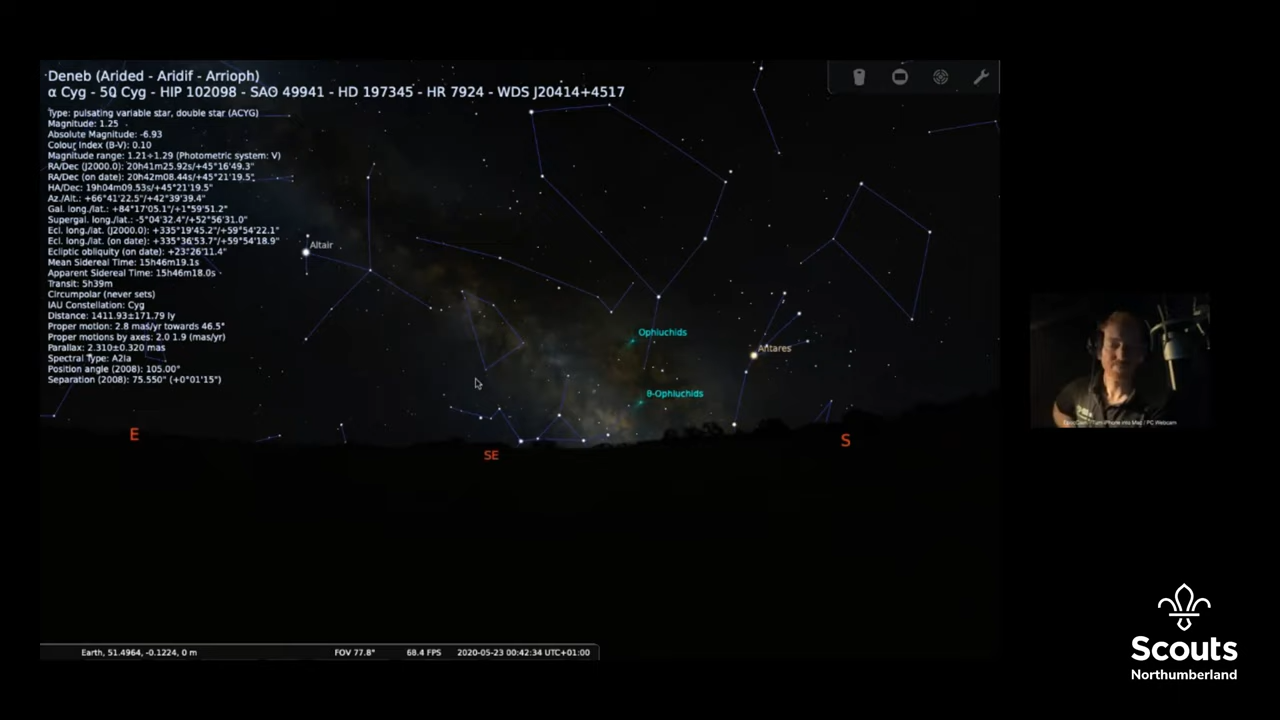 Deneb (Arided - Aridif - Arrioph)
α Cyg - 50 Cyg - HIP 102098 - SAO 49941 - HD 197345 - HR 7924 - WDS J20414+4517
Type: pulsating variable star, double star (ACYG)
Magnitude: 1.25
Absolute Magnitude: -6.93
Colour Index (B-V): 0.10
Magnitude range: 1.21÷1.29 (Photometric system: V)
RA/Dec (J2000.0): 20h41m25.92s/+45°16'49.3"
RA/Dec (on date): 20h42m08.44s/+45°21'19.5"
HA/Dec: 19h04m09.53s/+45°21'19.5"
Az./Alt.: +66°41'22.5"/+42°39'39.4"
Gal. long./lat.: +84°17'05.1"/+1°59'51.2"
Supergal. long./lat.: -5°04'32.4"/+52°56'31.0"
Ecl. long./lat. (J2000.0): +335°19'45.2"/+59°54'22.1"
Ecl. long./lat. (on date): +335°36'53.7"/+59°54'18.9"
Ecliptic obliquity (on date): +23°26'11.4"
Mean Sidereal Time: 15h46m19.1s
Apparent Sidereal Time: 15h46m18.0s
Transit: 5h39m
Circumpolar (never sets)
IAU Constellation: Cyg
Distance: 1411.93±171.79 ly
Proper motion: 2.8 mas/yr towards 46.5°
Proper motions by axes: 2.0 1.9 (mas/yr)
Parallax: 2.310±0.320 mas
Spectral Type: A2Ia
Position angle (2008): 105.00°
Separation (2008): 75.550" (+0°01'15")
Altair
Ophiuchids
Antares
θ-Ophiuchids
E
SE
S
Earth, 51.4964, -0.1224, 0 m
FOV 77.8°
68.4 FPS
2020-05-23 00:42:34 UTC+01:00
Turn iPhone into Mac / PC Webcam
Scouts
Northumberland